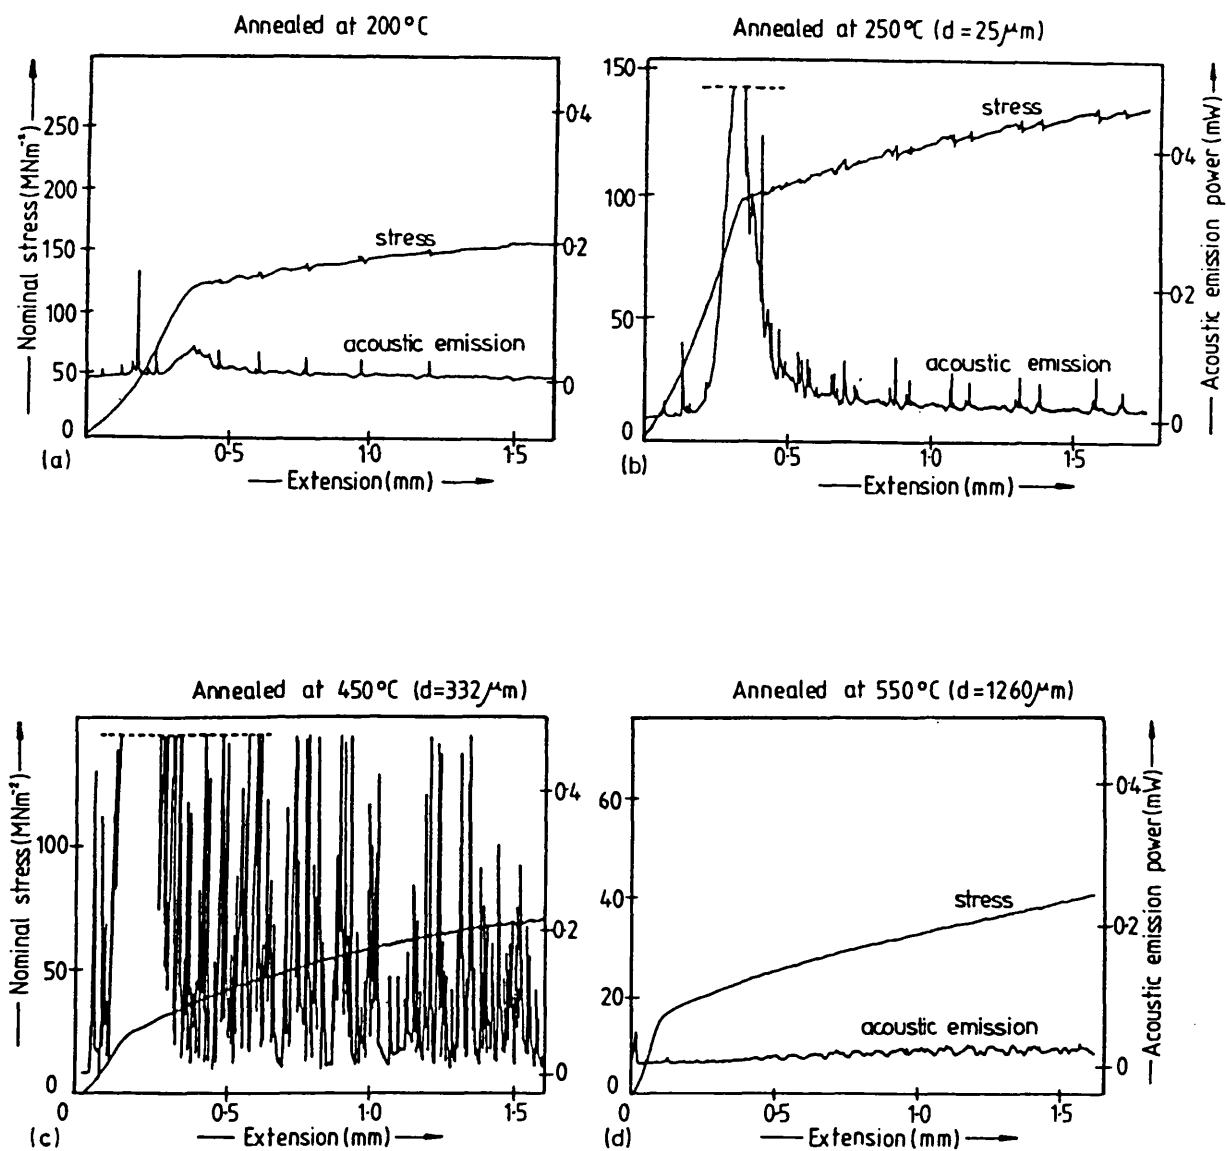 Annealed at 200°C
Nominal stress (MNm⁻²)
250
200
150
100
50
0
0·4
0·2
0
stress
acoustic emission
0·5
1·0
1·5
(a)
Extension (mm)
Annealed at 250°C (d = 25μm)
150
100
50
0
0·4
0·2
0
Acoustic emission power (mW)
stress
acoustic emission
0·5
1·0
1·5
(b)
Extension (mm)
Annealed at 450°C (d=332μm)
Nominal stress (MNm⁻²)
100
50
0
0·4
0·2
0
0
0·5
1·0
1·5
(c)
Extension (mm)
Annealed at 550°C (d=1260μm)
60
40
20
0
0·4
0·2
0
Acoustic emission power (mW)
stress
acoustic emission
0
0·5
1·0
1·5
(d)
Extension (mm)